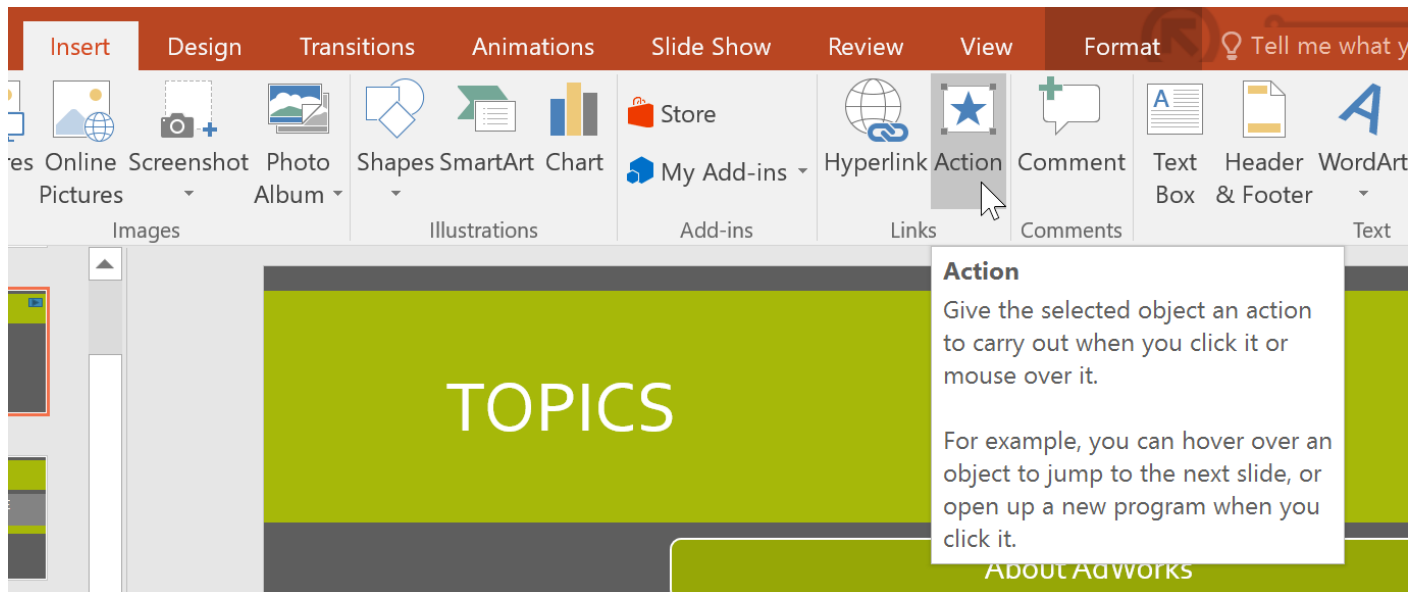 Insert Design Transitions Animations Slide Show Review View Format Tell me what y
es Online Screenshot Photo Shapes SmartArt Chart Store Hyperlink Action Comment Text Header WordArt
Pictures Album My Add-ins Box & Footer
Images Illustrations Add-ins Links Comments Text
Action
Give the selected object an action
to carry out when you click it or
mouse over it.
For example, you can hover over an
object to jump to the next slide, or
open up a new program when you
click it.
TOPICS
About AdWorks